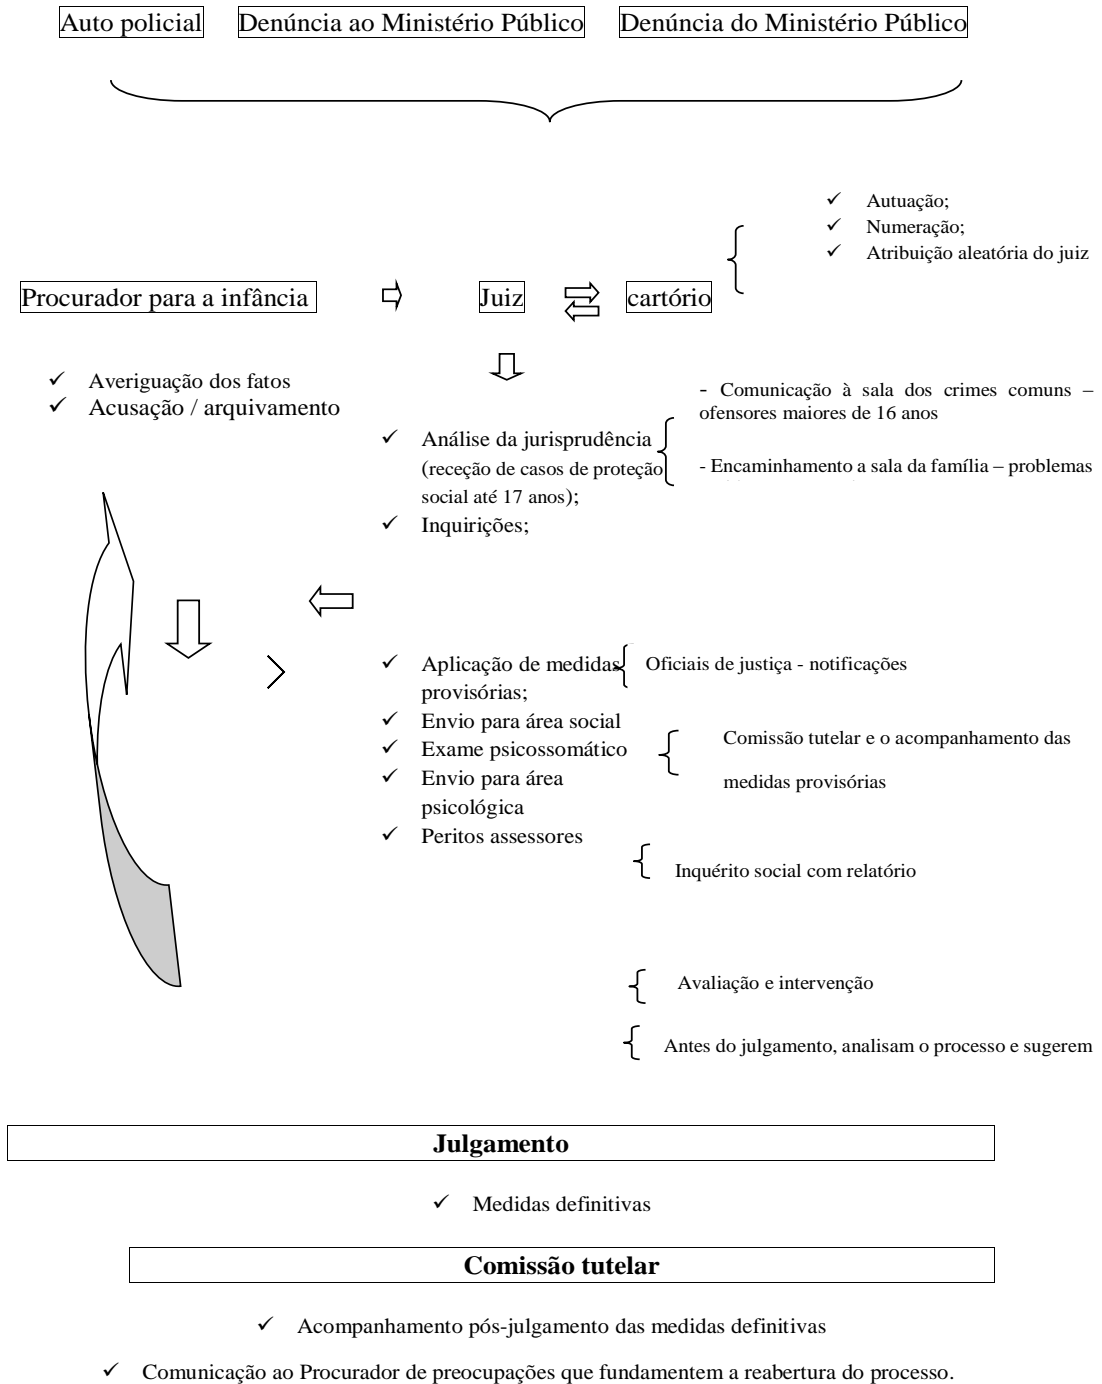 Auto policial Denúncia ao Ministério Público Denúncia do Ministério Público
✓ Autuação;
✓ Numeração;
✓ Atribuição aleatória do juiz
Procurador para a infância Juiz cartório
✓ Averiguação dos fatos
✓ Acusação / arquivamento
- Comunicação à sala dos crimes comuns –
ofensores maiores de 16 anos
✓ Análise da jurisprudência
(receção de casos de proteção
social até 17 anos);
✓ Inquirições;
- Encaminhamento a sala da família – problemas
✓ Aplicação de medidas
provisórias;
✓ Envio para área social
✓ Exame psicossomático
✓ Envio para área
psicológica
✓ Peritos assessores
Oficiais de justiça - notificações
Comissão tutelar e o acompanhamento das
medidas provisórias
Inquérito social com relatório
Avaliação e intervenção
Antes do julgamento, analisam o processo e sugerem
Julgamento
✓ Medidas definitivas
Comissão tutelar
✓ Acompanhamento pós-julgamento das medidas definitivas
✓ Comunicação ao Procurador de preocupações que fundamentem a reabertura do processo.